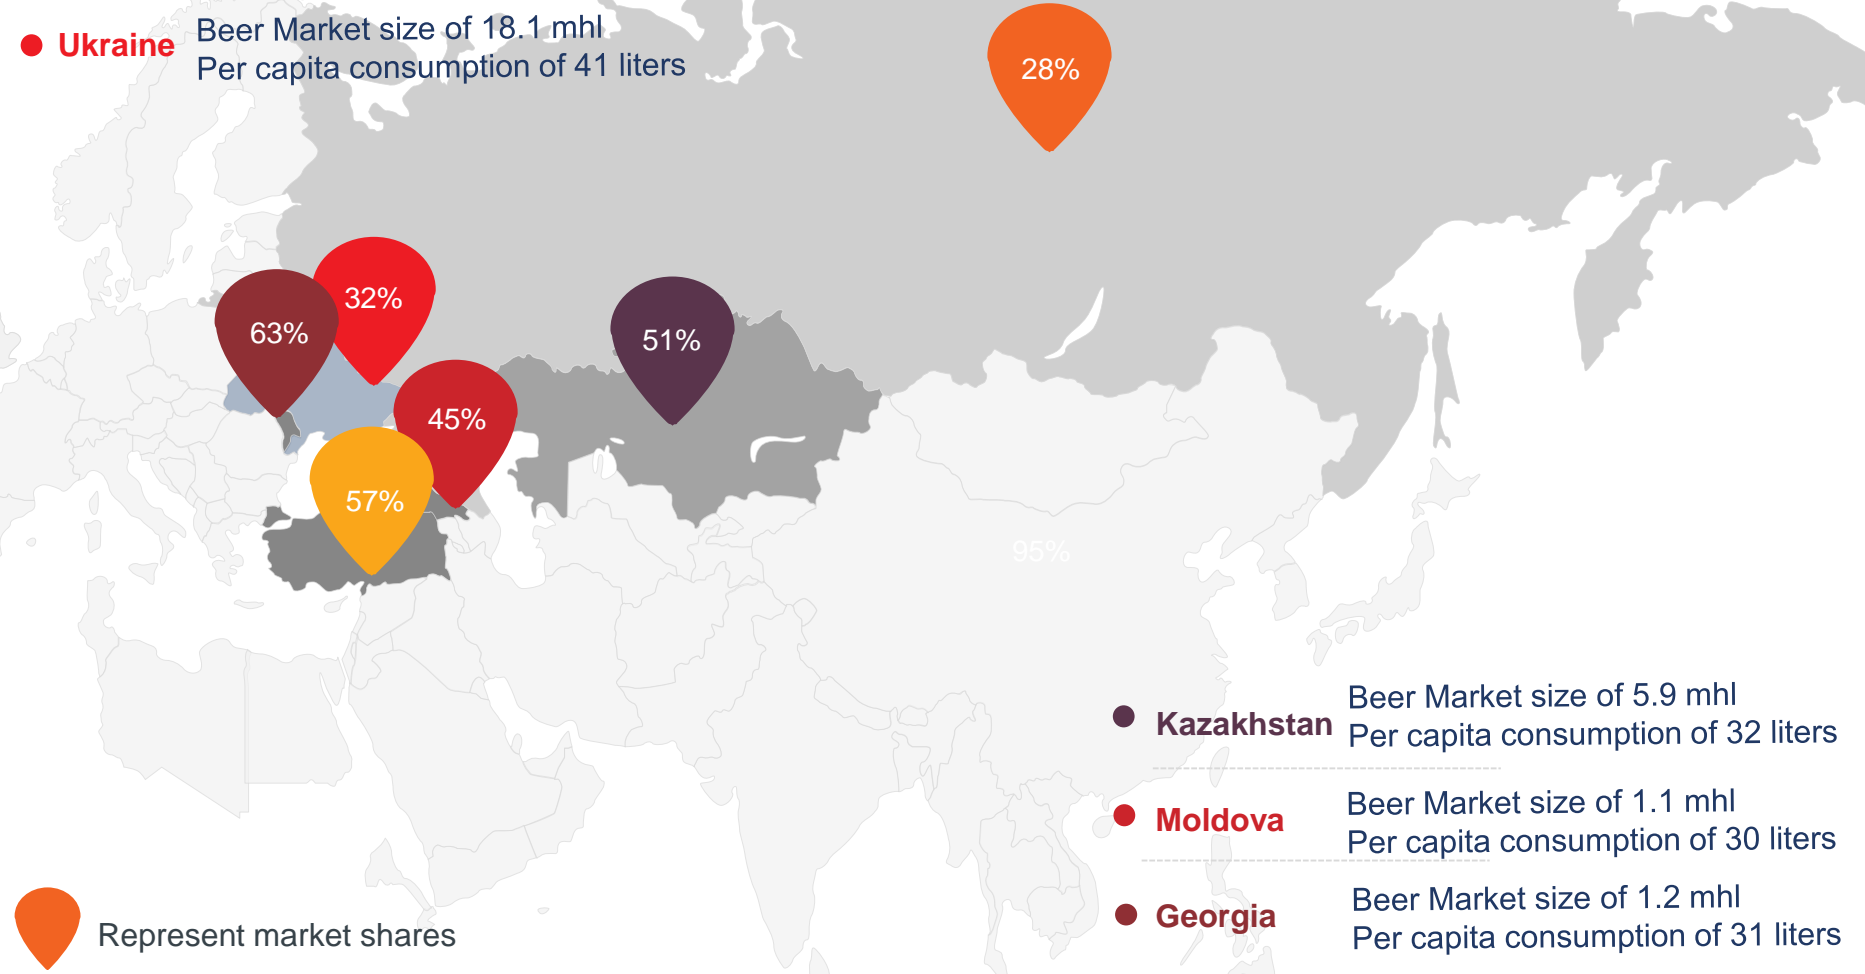 Ukraine
Beer Market size of 18.1 mhl
Per capita consumption of 41 liters
28%
32%
63%
51%
45%
57%
95%
Kazakhstan
Beer Market size of 5.9 mhl
Per capita consumption of 32 liters
Moldova
Beer Market size of 1.1 mhl
Per capita consumption of 30 liters
Georgia
Beer Market size of 1.2 mhl
Per capita consumption of 31 liters
Represent market shares